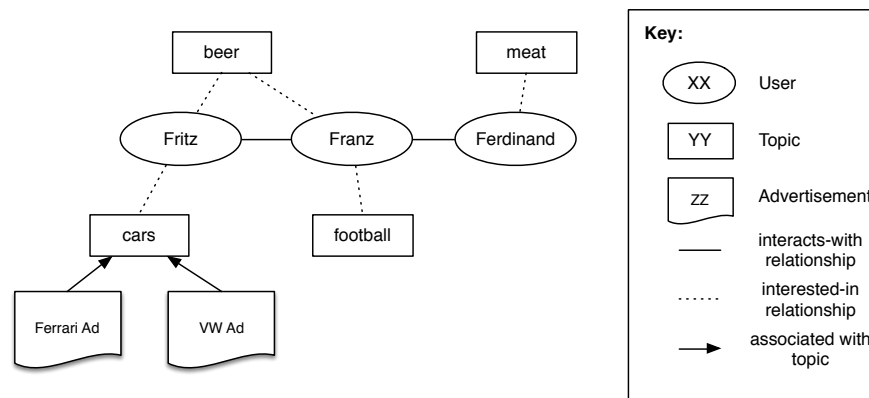 beer
meat
Fritz
Franz
Ferdinand
cars
football
Ferrari Ad
VW Ad
Key:
XX
User
YY
Topic
ZZ
Advertisement
interacts-with
relationship
interested-in
relationship
associated with
topic